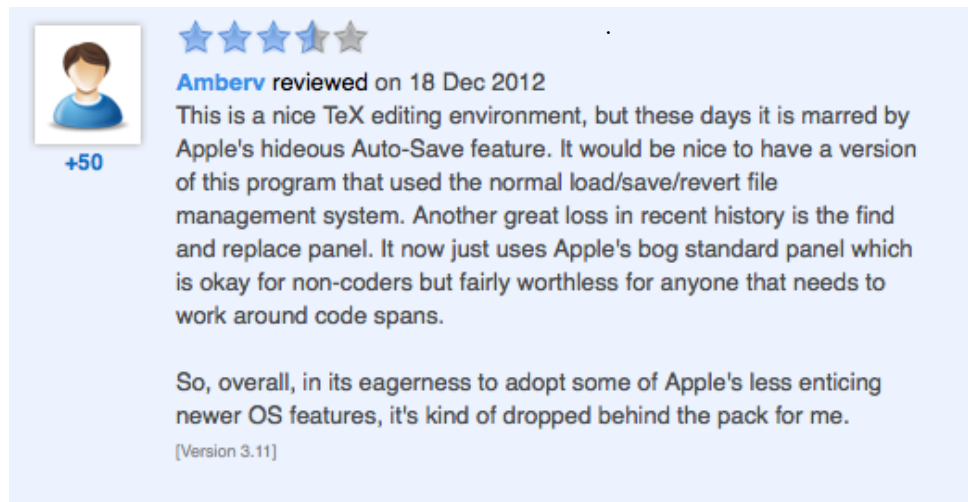 Amberv reviewed on 18 Dec 2012
This is a nice TeX editing environment, but these days it is marred by
Apple's hideous Auto-Save feature. It would be nice to have a version
of this program that used the normal load/save/revert file
management system. Another great loss in recent history is the find
and replace panel. It now just uses Apple's bog standard panel which
is okay for non-coders but fairly worthless for anyone that needs to
work around code spans.
So, overall, in its eagerness to adopt some of Apple's less enticing
newer OS features, it's kind of dropped behind the pack for me.
[Version 3.11]
+50